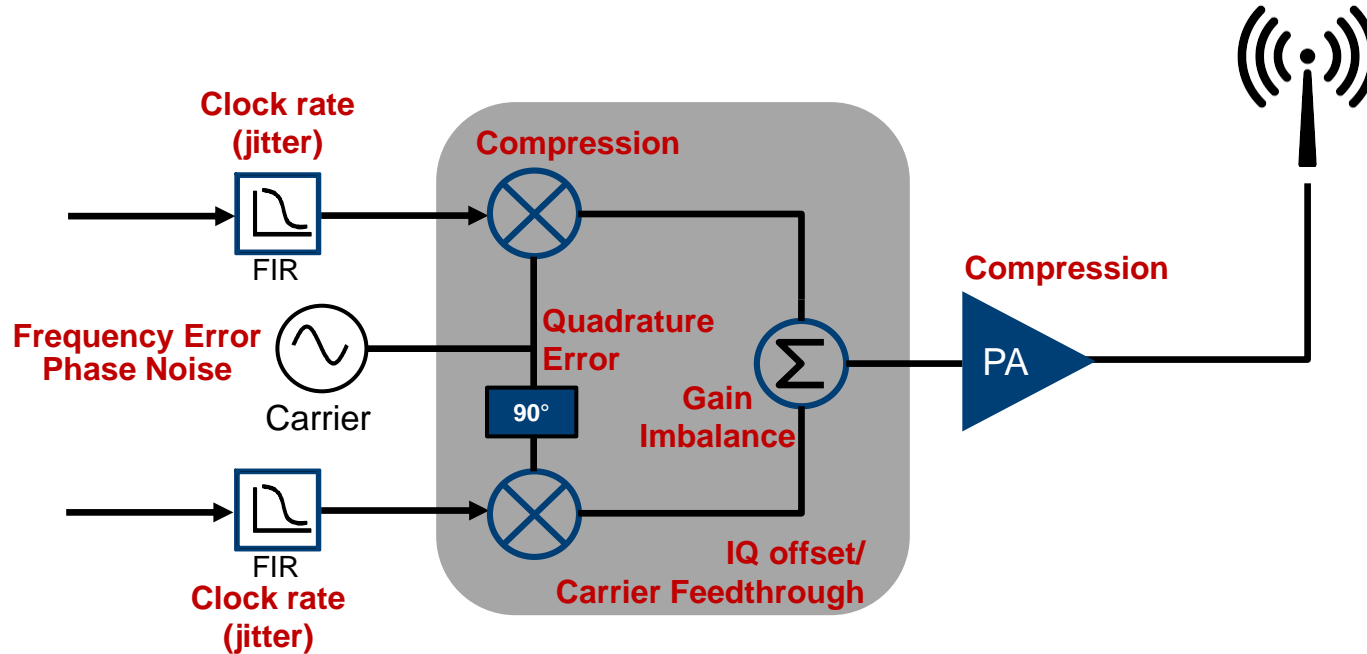 Clock rate
(jitter)
Compression
FIR
Compression
Frequency Error
Phase Noise
Quadrature
Error
Σ
PA
Carrier
90°
Gain
Imbalance
FIR
IQ offset/
Carrier Feedthrough
Clock rate
(jitter)